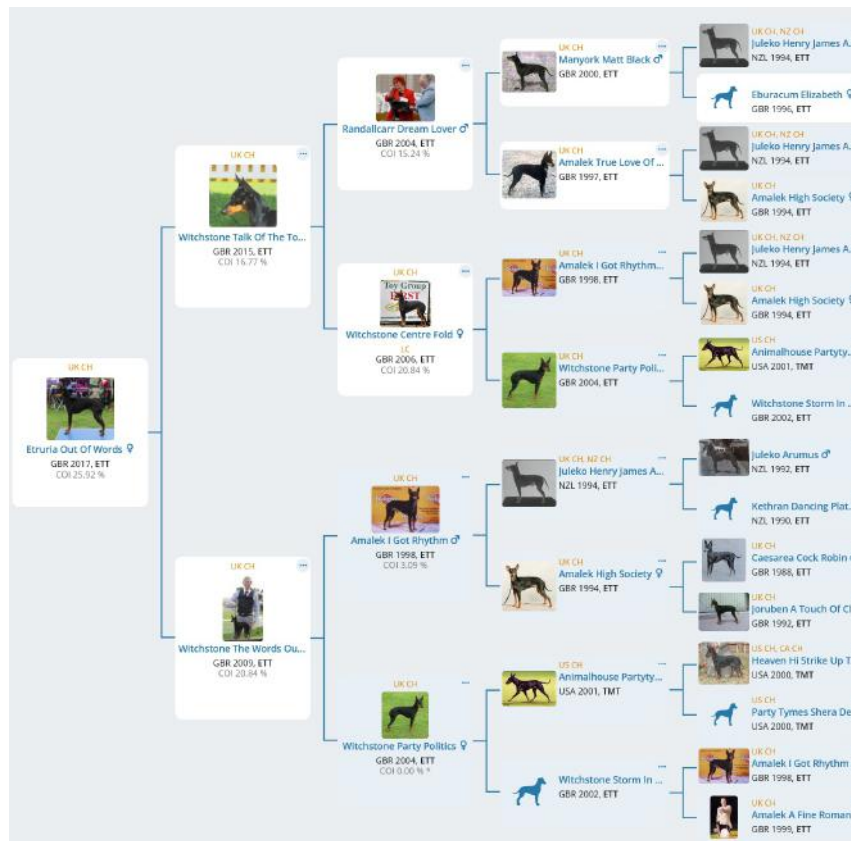 UK CH
Etruria Out Of Words ♀
GBR 2017, ETT
COI 25.92 %
UK CH
Witchstone Talk Of The To...
GBR 2015, ETT
COI 16.77 %
UK CH
Witchstone The Words Ou...
GBR 2009, ETT
COI 20.84 %
Randallcarr Dream Lover ♂
GBR 2004, ETT
COI 15.24 %
UK CH
Toy Group
Witchstone Centre Fold ♀
LC
GBR 2006, ETT
COI 20.84 %
UK CH
Amalek I Got Rhythm ♂
GBR 1998, ETT
COI 3.09 %
UK CH
Witchstone Party Politics ♀
GBR 2004, ETT
COI 0.00 % *
UK CH
Manyork Matt Black ♂
GBR 2000, ETT
UK CH
Amalek True Love Of ...
GBR 1997, ETT
UK CH
Amalek I Got Rhythm...
GBR 1998, ETT
UK CH
Witchstone Party Poli...
GBR 2004, ETT
UK CH, NZ CH
Juleko Henry James A...
NZL 1994, ETT
UK CH
Amalek High Society ♀
GBR 1994, ETT
US CH
Animalhouse Partyty...
USA 2001, TMT
Witchstone Storm In ...
GBR 2002, ETT
UK CH, NZ CH
Juleko Henry James A.
NZL 1994, ETT
Eburacum Elizabeth ♀
GBR 1996, ETT
UK CH, NZ CH
Juleko Henry James A.
NZL 1994, ETT
UK CH
Amalek High Society
GBR 1994, ETT
UK CH, NZ CH
Juleko Henry James A.
NZL 1994, ETT
UK CH
Amalek High Society
GBR 1994, ETT
US CH
Animalhouse Partyty.
USA 2001, TMT
Witchstone Storm In ..
GBR 2002, ETT
Juleko Arumus ♂
NZL 1992, ETT
Kethran Dancing Plat.
NZL 1990, ETT
UK CH
Caesarea Cock Robin
GBR 1988, ETT
UK CH
Joruben A Touch Of Cl
GBR 1992, ETT
US CH, CA CH
Heaven Hi Strike Up T
USA 2000, TMT
US CH
Party Tymes Shera De
USA 2000, TMT
UK CH
Amalek I Got Rhythm
GBR 1998, ETT
UK CH
Amalek A Fine Roman
GBR 1999, ETT